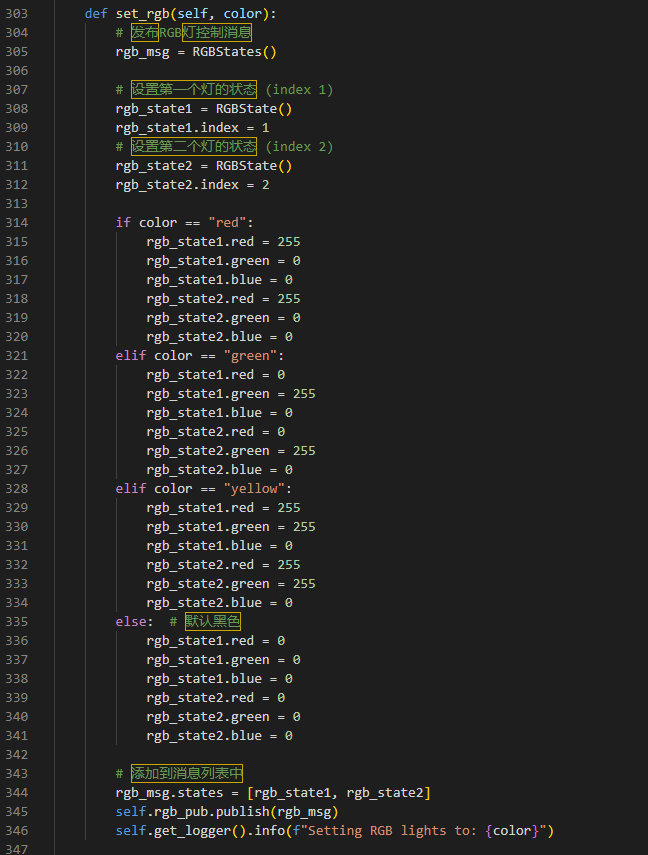 303 def set_rgb(self, color):
304 # 发布RGB灯控制消息
305 rgb_msg = RGBStates()
306
307 # 设置第一个灯的状态 (index 1)
308 rgb_state1 = RGBState()
309 rgb_state1.index = 1
310 # 设置第二个灯的状态 (index 2)
311 rgb_state2 = RGBState()
312 rgb_state2.index = 2
313
314 if color == "red":
315 rgb_state1.red = 255
316 rgb_state1.green = 0
317 rgb_state1.blue = 0
318 rgb_state2.red = 255
319 rgb_state2.green = 0
320 rgb_state2.blue = 0
321 elif color == "green":
322 rgb_state1.red = 0
323 rgb_state1.green = 255
324 rgb_state1.blue = 0
325 rgb_state2.red = 0
326 rgb_state2.green = 255
327 rgb_state2.blue = 0
328 elif color == "yellow":
329 rgb_state1.red = 255
330 rgb_state1.green = 255
331 rgb_state1.blue = 0
332 rgb_state2.red = 255
333 rgb_state2.green = 255
334 rgb_state2.blue = 0
335 else: # 默认黑色
336 rgb_state1.red = 0
337 rgb_state1.green = 0
338 rgb_state1.blue = 0
339 rgb_state2.red = 0
340 rgb_state2.green = 0
341 rgb_state2.blue = 0
342
343 # 添加到消息列表中
344 rgb_msg.states = [rgb_state1, rgb_state2]
345 self.rgb_pub.publish(rgb_msg)
346 self.get_logger().info(f"Setting RGB lights to: {color}")
347